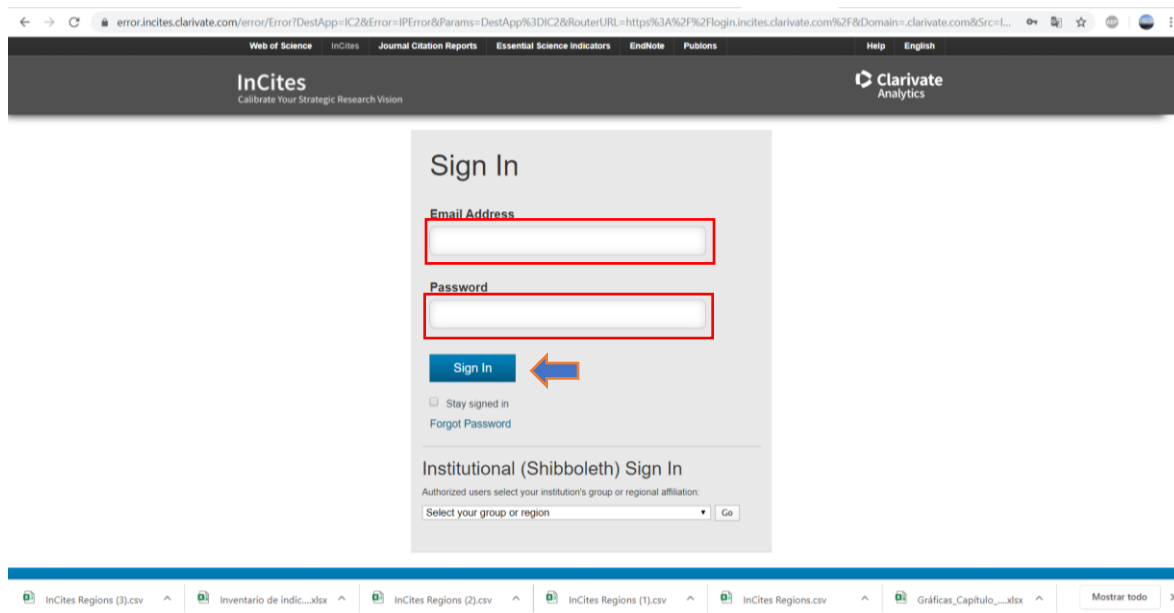 error.incites.clarivate.com/error/Error?DestApp=IC2&Error=IPError&Params=DestApp%3DIC2&RouterURL=https%3A%2F%2Flogin.incites.clarivate.com%2F&Domain=.clarivate.com&Src=I...
Web of Science InCites Journal Citation Reports Essential Science Indicators EndNote Publons Help English
InCites
Calibrate Your Strategic Research Vision
Clarivate
Analytics
Sign In
Email Address
Password
Sign In
Stay signed in
Forgot Password
Institutional (Shibboleth) Sign In
Authorized users select your institution's group or regional affiliation:
Select your group or region Go
InCites Regions (3).csv Inventario de indic....xlsx InCites Regions (2).csv InCites Regions (1).csv InCites Regions.csv Gráficas_Capítulo_....xlsx Mostrar todo